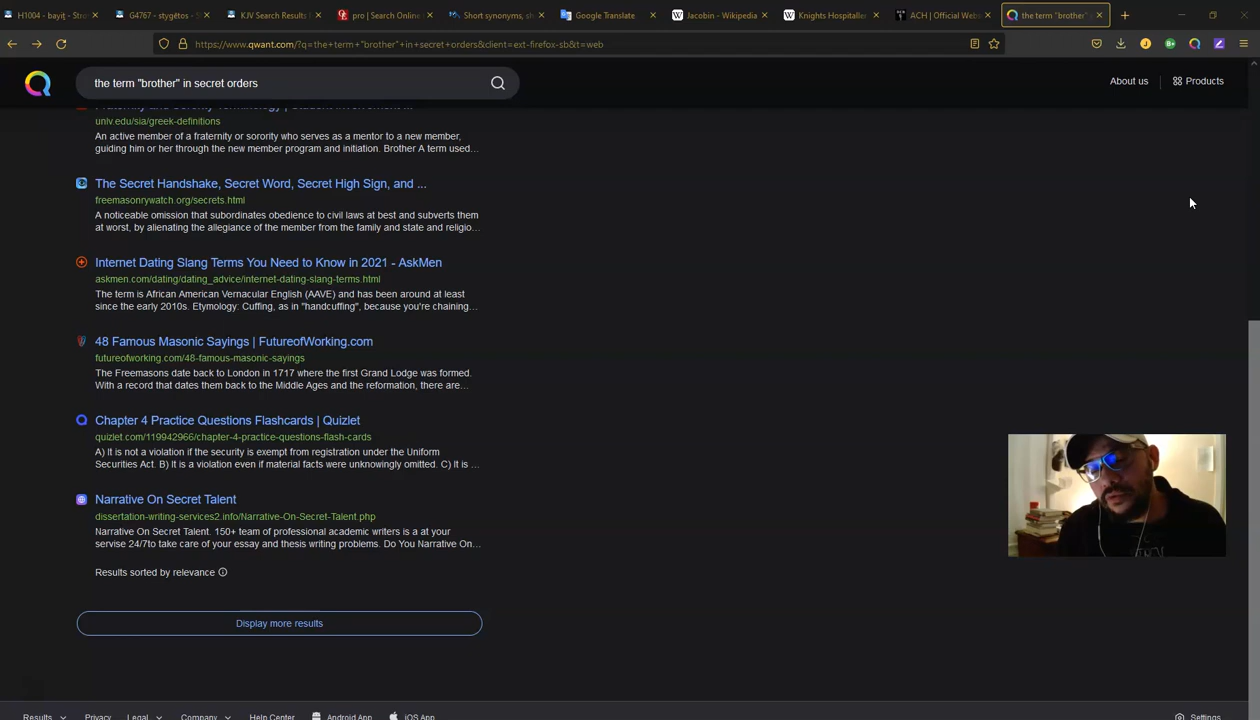 H1004 - bayiṯ - Stro
G4767 - stygētos - S
KJV Search Results
pro | Search Online
Short synonyms, sh
Google Translate
Jacobin - Wikipedia
Knights Hospitaller
ACH | Official Web
the term "brother"
https://www.qwant.com/?q=the+term+"brother"+in+secret+orders&client=ext-firefox-sb&t=web
the term "brother" in secret orders
About us
Products
Fraternity and Sorority Terminology | Student Involvement ...
unlv.edu/sia/greek-definitions
An active member of a fraternity or sorority who serves as a mentor to a new member,
guiding him or her through the new member program and initiation. Brother A term used...
The Secret Handshake, Secret Word, Secret High Sign, and ...
freemasonrywatch.org/secrets.html
A noticeable omission that subordinates obedience to civil laws at best and subverts them
at worst, by alienating the allegiance of the member from the family and state and religio...
Internet Dating Slang Terms You Need to Know in 2021 - AskMen
askmen.com/dating/dating_advice/internet-dating-slang-terms.html
The term is African American Vernacular English (AAVE) and has been around at least
since the early 2010s. Etymology: Cuffing, as in "handcuffing", because you're chaining...
48 Famous Masonic Sayings | FutureofWorking.com
futureofworking.com/48-famous-masonic-sayings
The Freemasons date back to London in 1717 where the first Grand Lodge was formed.
With a record that dates them back to the Middle Ages and the reformation, there are...
Chapter 4 Practice Questions Flashcards | Quizlet
quizlet.com/119942966/chapter-4-practice-questions-flash-cards
A) It is not a violation if the security is exempt from registration under the Uniform
Securities Act. B) It is a violation even if material facts were unknowingly omitted. C) It is ...
Narrative On Secret Talent
dissertation-writing-services2.info/Narrative-On-Secret-Talent.php
Narrative On Secret Talent. 150+ team of professional academic writers is a at your
servise 24/7to take care of your essay and thesis writing problems. Do You Narrative On...
Results sorted by relevance
Display more results
Results
Privacy
Legal
Company
Help Center
Android App
iOS App
Settings